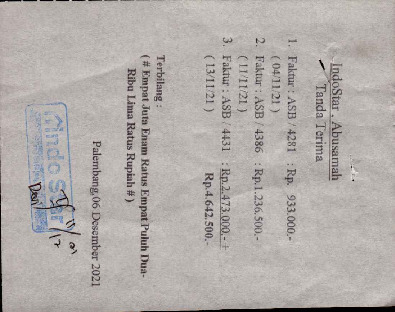 IndoStar . Abusamah
Tanda Terima
1. Faktur : ASB / 4281 : Rp. 933.000,-
( 04/11/21 )
2. Faktur : ASB / 4386 : Rp.1.236.500,-
( 11/11/21 )
3. Faktur : ASB / 4431 : Rp.2.473.000,- +
( 13/11/21 ) Rp.4.642.500,-
Terbilang :
( # Empat Juta Enam Ratus Empat Puluh Dua-
Ribu Lima Ratus Rupiah # )
Palembang,06 Desember 2021
Indo Star